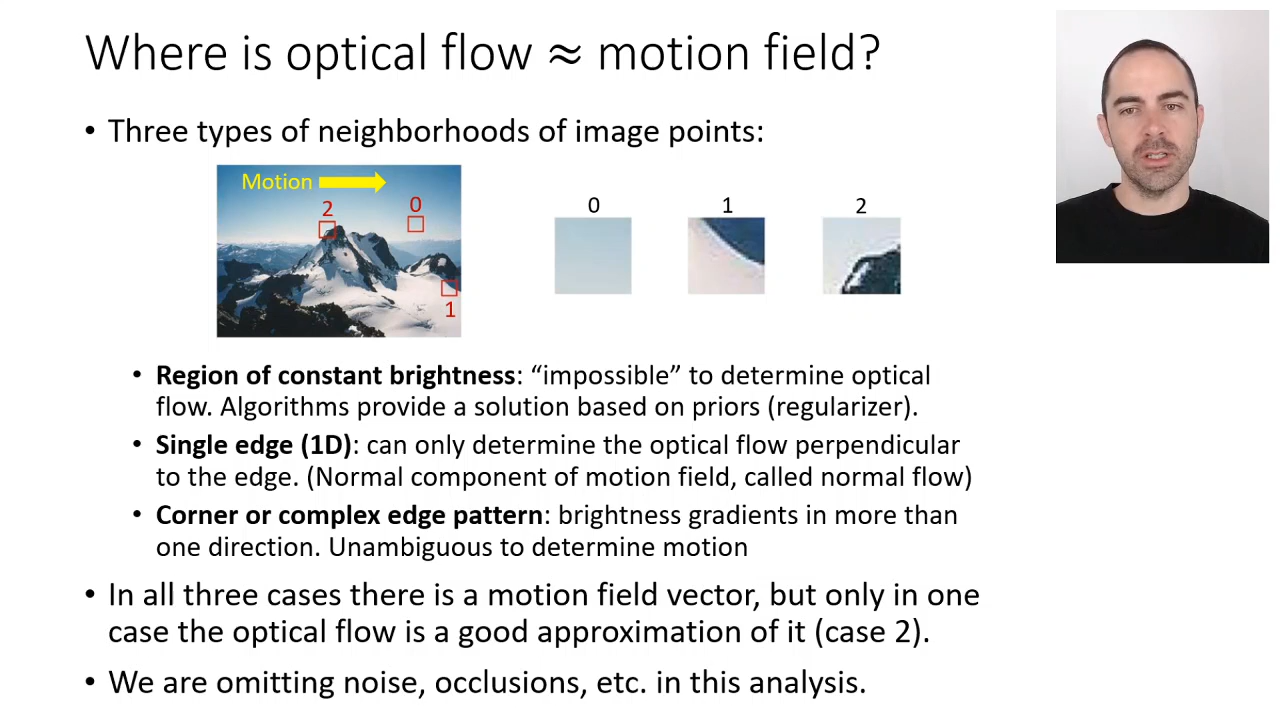 Where is optical flow ≈ motion field?
• Three types of neighborhoods of image points:
Motion
2
0
1
0
1
2
• Region of constant brightness: “impossible” to determine optical
flow. Algorithms provide a solution based on priors (regularizer).
• Single edge (1D): can only determine the optical flow perpendicular
to the edge. (Normal component of motion field, called normal flow)
• Corner or complex edge pattern: brightness gradients in more than
one direction. Unambiguous to determine motion
• In all three cases there is a motion field vector, but only in one
case the optical flow is a good approximation of it (case 2).
• We are omitting noise, occlusions, etc. in this analysis.